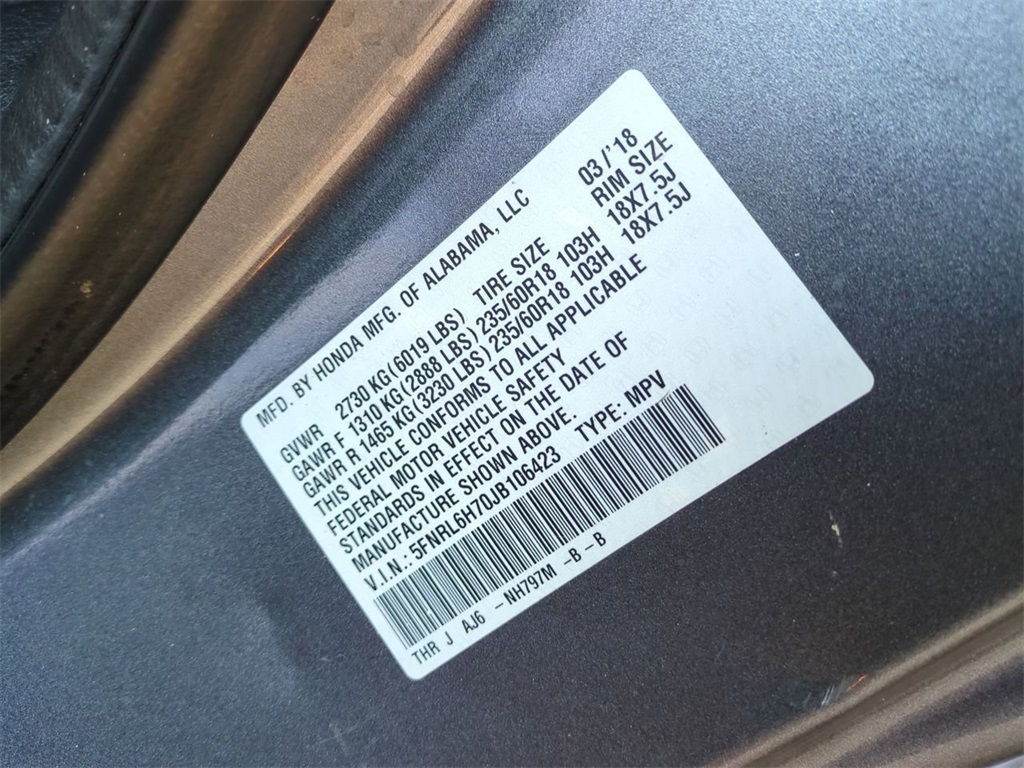 MFD. BY HONDA MFG. OF ALABAMA, LLC 03/'18
GVWR 2730 KG (6019 LBS) TIRE SIZE RIM SIZE
GAWR F 1310 KG (2888 LBS) 235/60R18 103H 18X7.5J
GAWR R 1465 KG (3230 LBS) 235/60R18 103H 18X7.5J
THIS VEHICLE CONFORMS TO ALL APPLICABLE
FEDERAL MOTOR VEHICLE SAFETY
STANDARDS IN EFFECT ON THE DATE OF
MANUFACTURE SHOWN ABOVE.
V.I.N.: 5FNRL6H70JB106423 TYPE: MPV
THR J AJ6 -NH797M -B-B